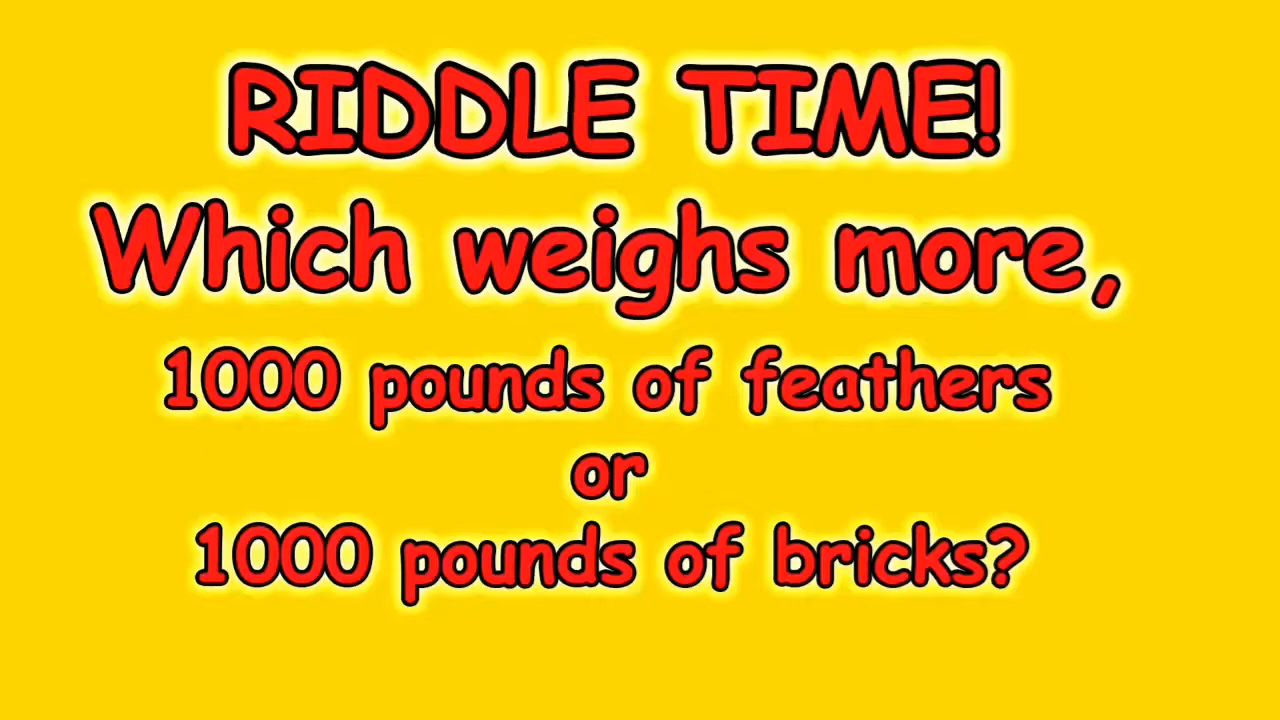 RIDDLE TIME!
Which weighs more,
1000 pounds of feathers
or
1000 pounds of bricks?